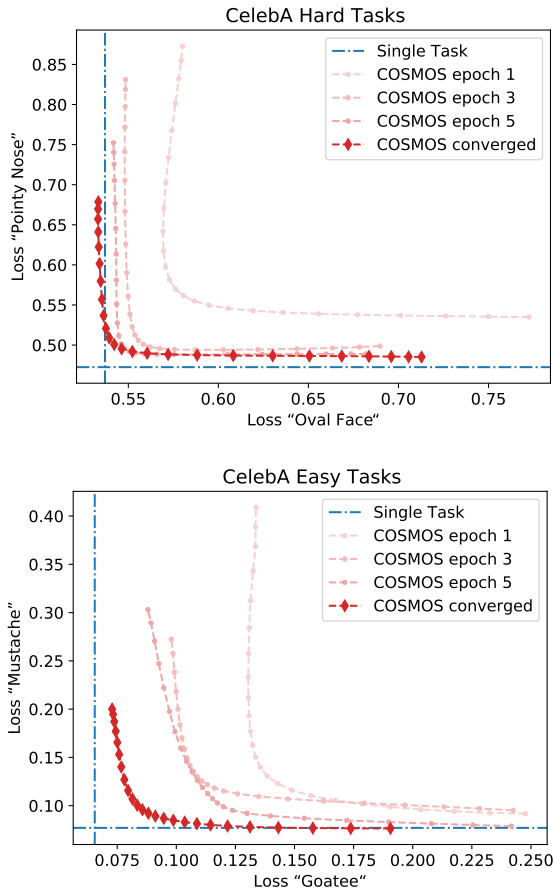 CelebA Hard Tasks
Single Task
COSMOS epoch 1
COSMOS epoch 3
COSMOS epoch 5
COSMOS converged
Loss “Pointy Nose”
0.85
0.80
0.75
0.70
0.65
0.60
0.55
0.50
0.55 0.60 0.65 0.70 0.75
Loss “Oval Face“
CelebA Easy Tasks
Single Task
COSMOS epoch 1
COSMOS epoch 3
COSMOS epoch 5
COSMOS converged
Loss “Mustache”
0.40
0.30
0.25
0.20
0.15
0.10
0.075 0.100 0.125 0.150 0.175 0.200 0.225 0.250
Loss “Goatee“